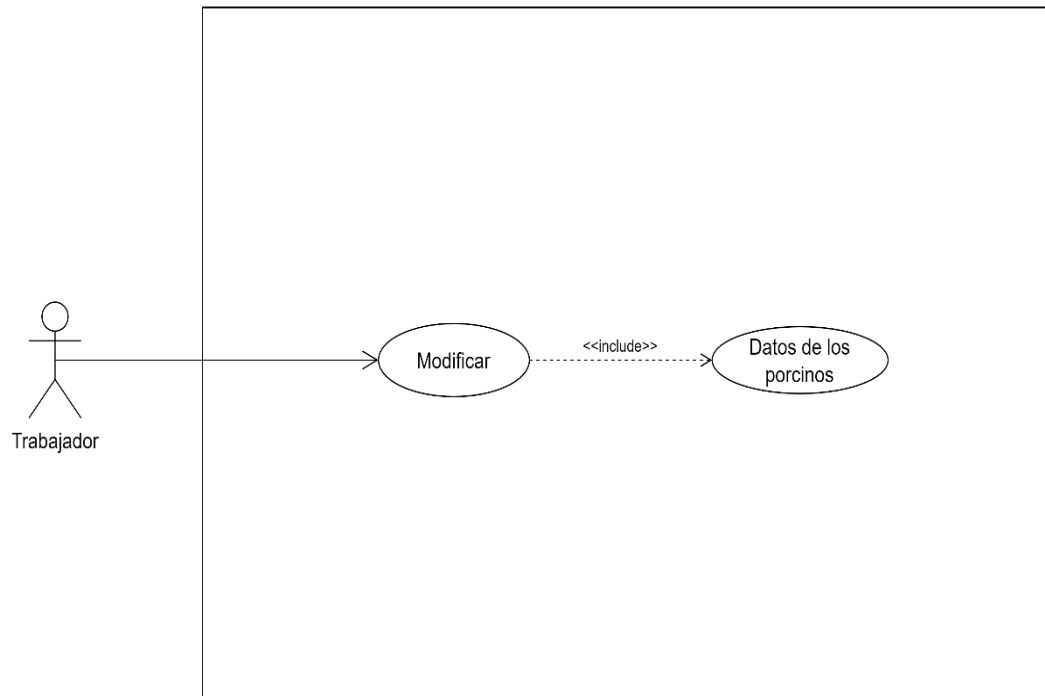 Trabajador
Modificar
<<include>>
Datos de los
porcinos